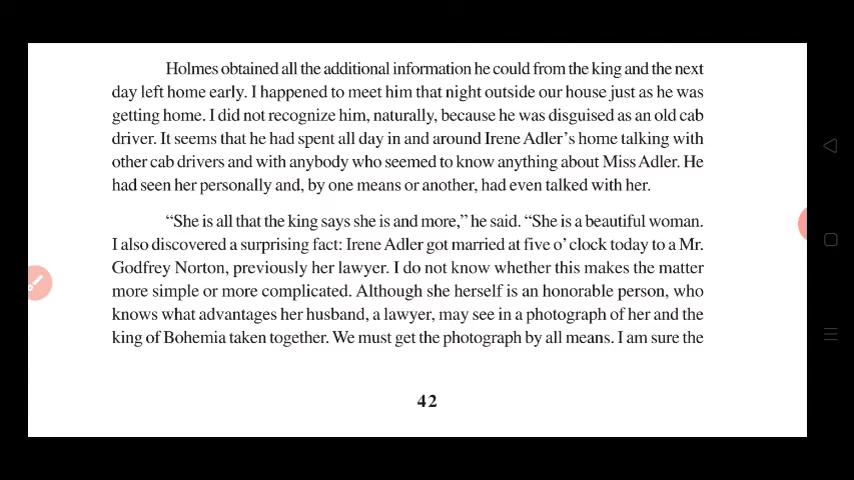 Holmes obtained all the additional information he could from the king and the next
day left home early. I happened to meet him that night outside our house just as he was
getting home. I did not recognize him, naturally, because he was disguised as an old cab
driver. It seems that he had spent all day in and around Irene Adler’s home talking with
other cab drivers and with anybody who seemed to know anything about Miss Adler. He
had seen her personally and, by one means or another, had even talked with her.
“She is all that the king says she is and more,” he said. “She is a beautiful woman.
I also discovered a surprising fact: Irene Adler got married at five o’ clock today to a Mr.
Godfrey Norton, previously her lawyer. I do not know whether this makes the matter
more simple or more complicated. Although she herself is an honorable person, who
knows what advantages her husband, a lawyer, may see in a photograph of her and the
king of Bohemia taken together. We must get the photograph by all means. I am sure the
42